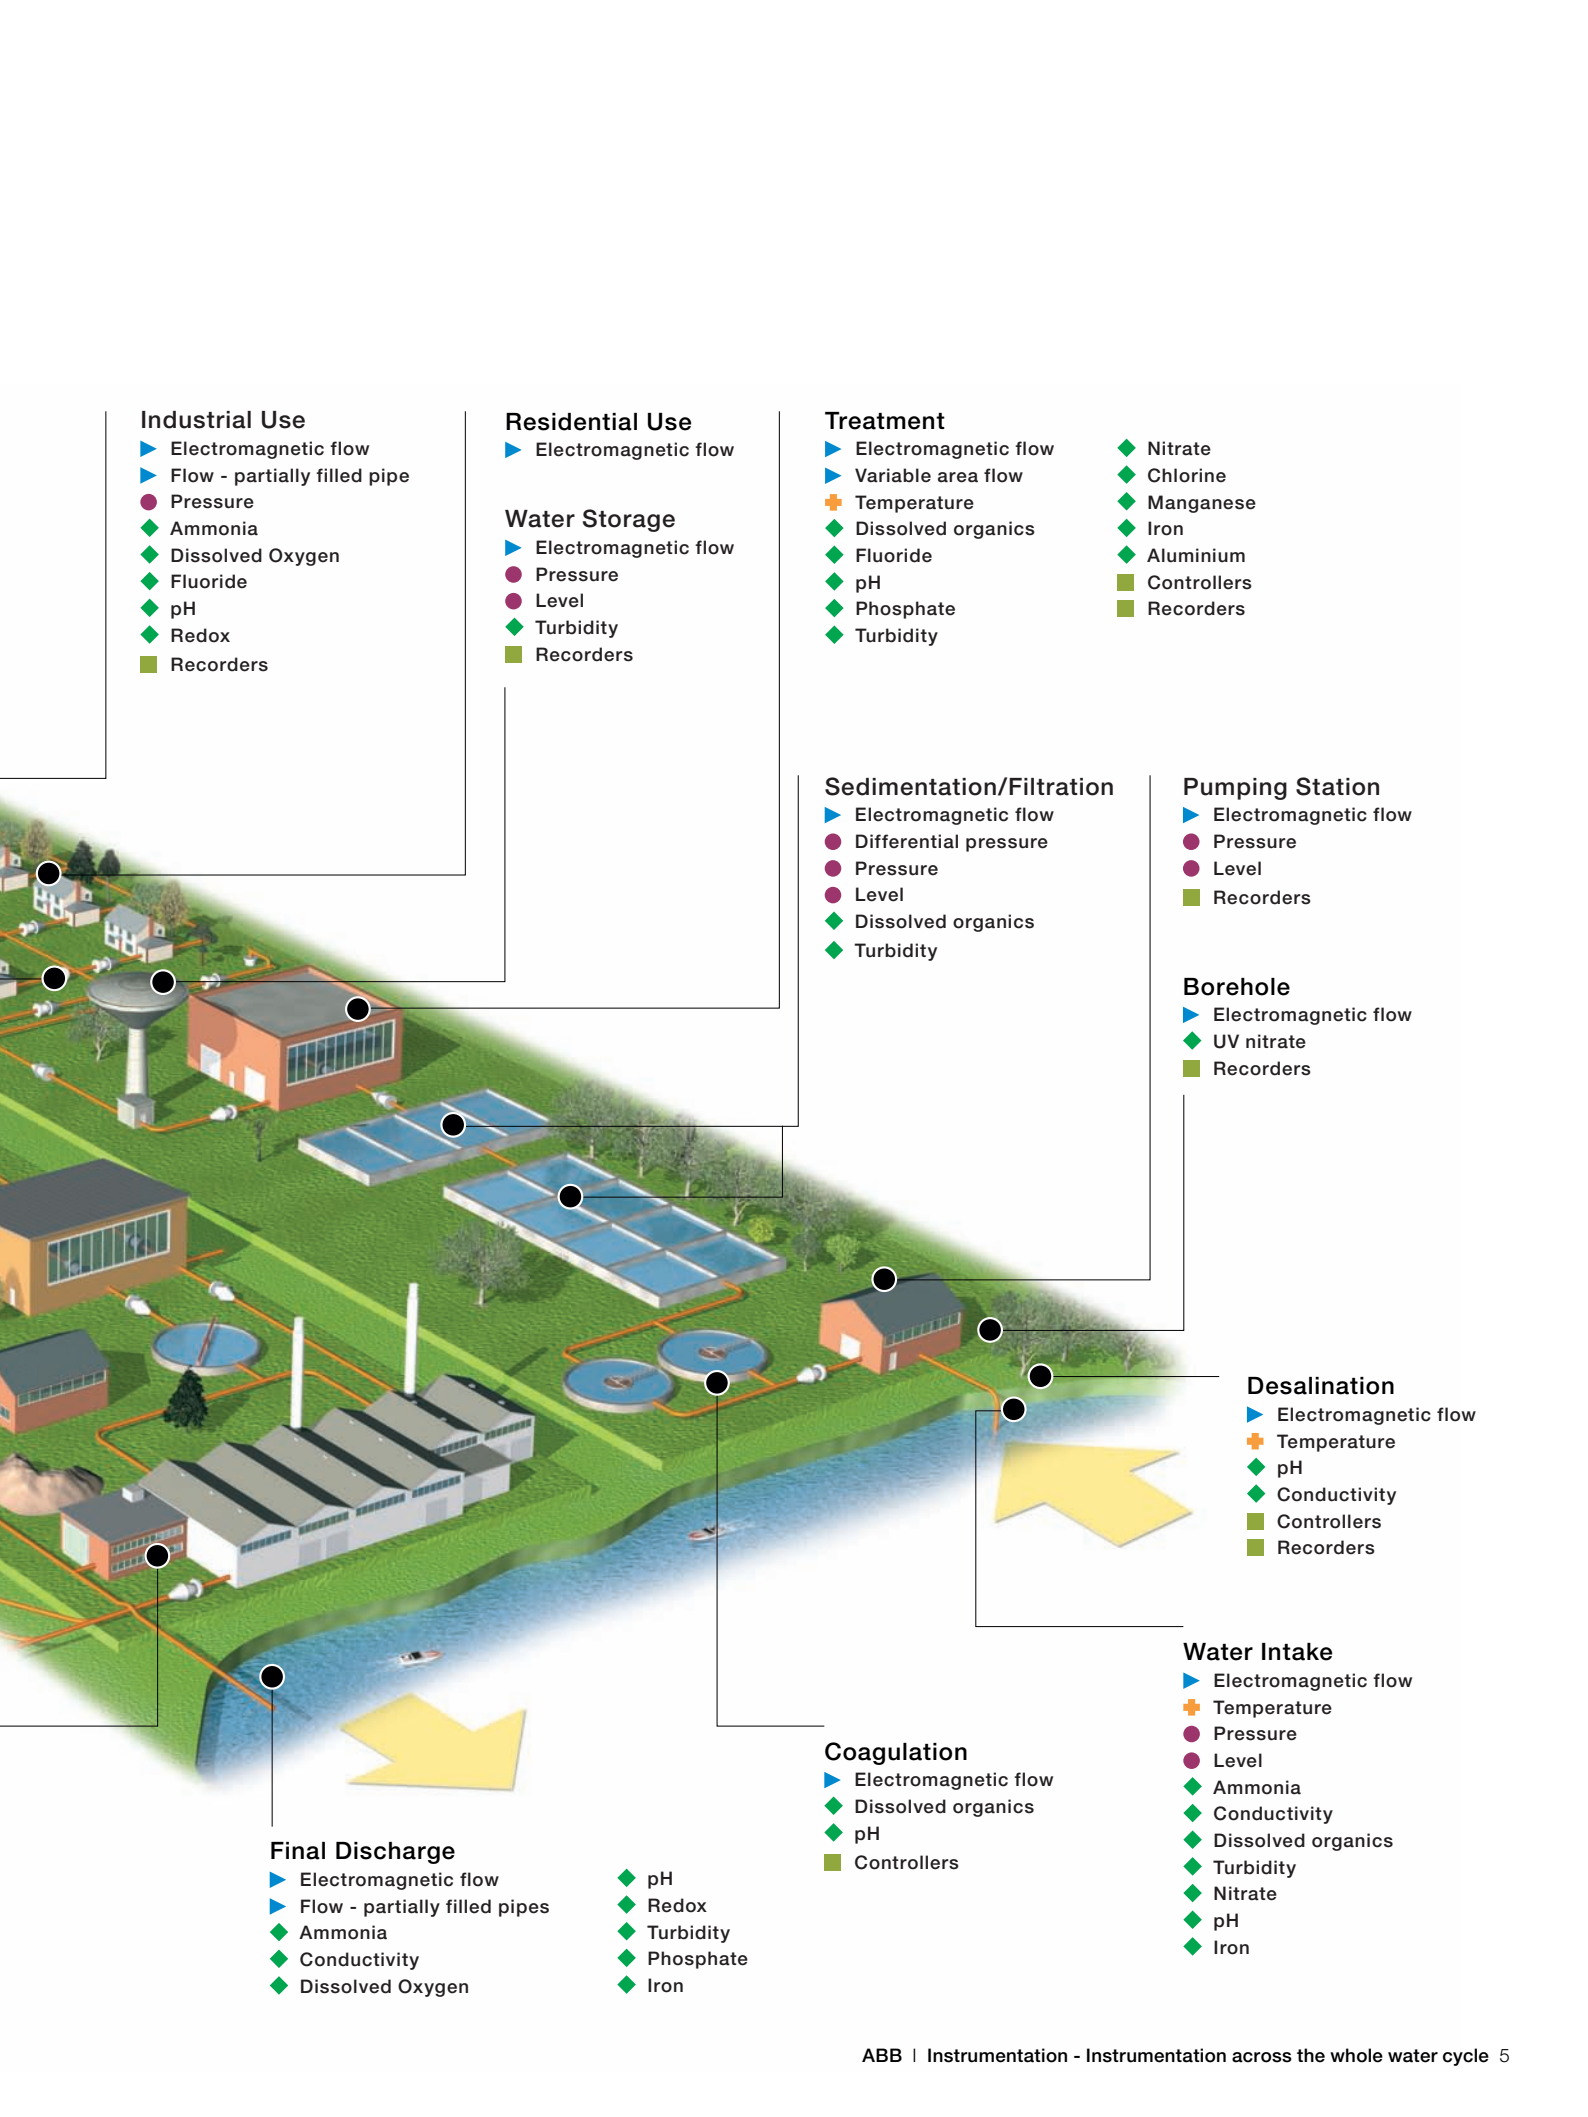 Industrial Use
Electromagnetic flow
Flow - partially filled pipe
Pressure
Ammonia
Dissolved Oxygen
Fluoride
pH
Redox
Recorders
Residential Use
Electromagnetic flow
Water Storage
Electromagnetic flow
Pressure
Level
Turbidity
Recorders
Treatment
Electromagnetic flow
Variable area flow
Temperature
Dissolved organics
Fluoride
pH
Phosphate
Turbidity
Nitrate
Chlorine
Manganese
Iron
Aluminium
Controllers
Recorders
Sedimentation/Filtration
Electromagnetic flow
Differential pressure
Pressure
Level
Dissolved organics
Turbidity
Pumping Station
Electromagnetic flow
Pressure
Level
Recorders
Borehole
Electromagnetic flow
UV nitrate
Recorders
Desalination
Electromagnetic flow
Temperature
pH
Conductivity
Controllers
Recorders
Water Intake
Electromagnetic flow
Temperature
Pressure
Level
Ammonia
Conductivity
Dissolved organics
Turbidity
Nitrate
pH
Iron
Coagulation
Electromagnetic flow
Dissolved organics
pH
Controllers
Final Discharge
Electromagnetic flow
Flow - partially filled pipes
Ammonia
Conductivity
Dissolved Oxygen
pH
Redox
Turbidity
Phosphate
Iron
ABB | Instrumentation - Instrumentation across the whole water cycle 5